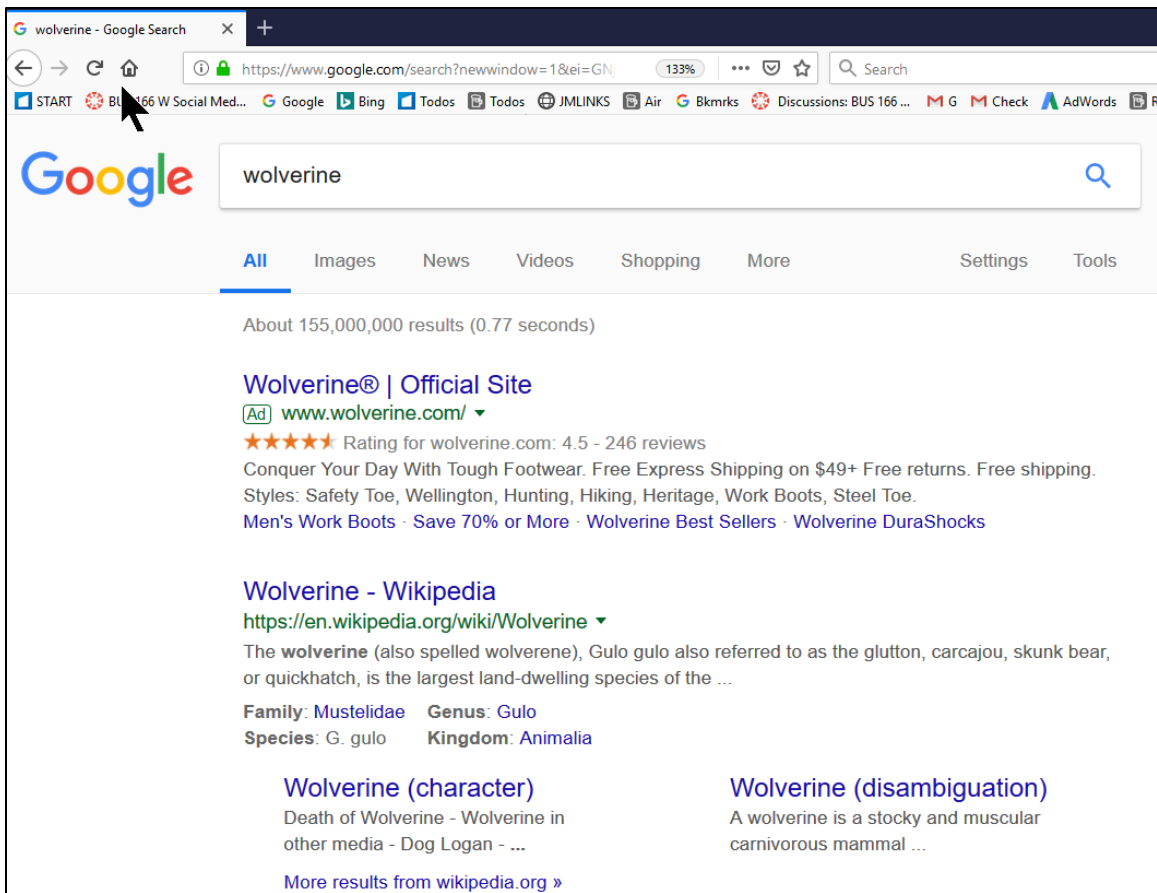 wolverine - Google Search
https://www.google.com/search?newwindow=1&ei=GN
133%
Search
START
166 W Social Med...
Google
Bing
Todos
Todos
JMLINKS
Air
Bkmrks
Discussions: BUS 166 ...
G
Check
AdWords
Google
wolverine
All Images News Videos Shopping More Settings Tools
About 155,000,000 results (0.77 seconds)
Wolverine® | Official Site
Ad www.wolverine.com/
Rating for wolverine.com: 4.5 - 246 reviews
Conquer Your Day With Tough Footwear. Free Express Shipping on $49+ Free returns. Free shipping.
Styles: Safety Toe, Wellington, Hunting, Hiking, Heritage, Work Boots, Steel Toe.
Men's Work Boots · Save 70% or More · Wolverine Best Sellers · Wolverine DuraShocks
Wolverine - Wikipedia
https://en.wikipedia.org/wiki/Wolverine
The wolverine (also spelled wolverene), Gulo gulo also referred to as the glutton, carcajou, skunk bear,
or quickhatch, is the largest land-dwelling species of the ...
Family: Mustelidae Genus: Gulo
Species: G. gulo Kingdom: Animalia
Wolverine (character)
Death of Wolverine - Wolverine in
other media - Dog Logan - ...
Wolverine (disambiguation)
A wolverine is a stocky and muscular
carnivorous mammal ...
More results from wikipedia.org »